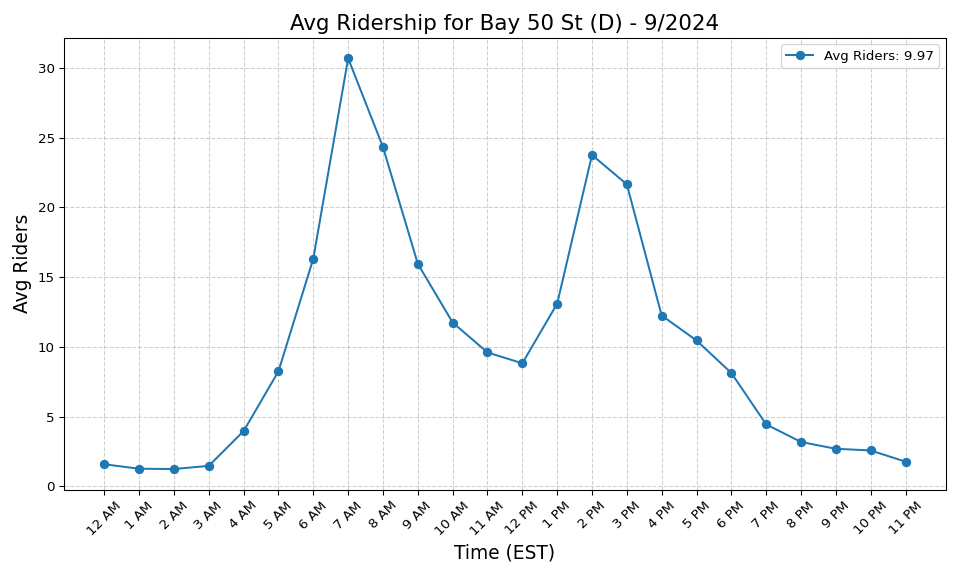 Avg Ridership for Bay 50 St (D) - 9/2024
Avg Riders: 9.97
Avg Riders
30
25
20
15
10
5
0
12 AM
1 AM
2 AM
3 AM
4 AM
5 AM
6 AM
7 AM
8 AM
9 AM
10 AM
11 AM
12 PM
1 PM
2 PM
3 PM
4 PM
5 PM
6 PM
7 PM
8 PM
9 PM
10 PM
11 PM
Time (EST)